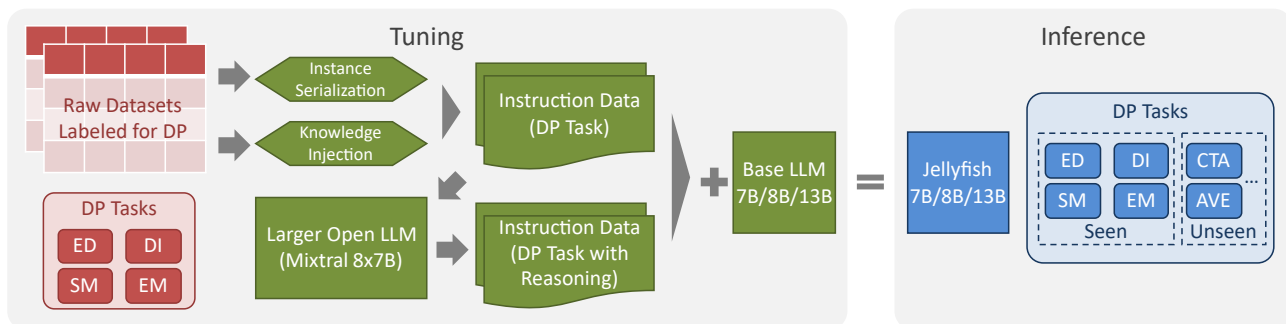 Tuning
Raw Datasets
Labeled for DP
Instance
Serialization
Knowledge
Injection
Instruction Data
(DP Task)
DP Tasks
ED
DI
SM
EM
Larger Open LLM
(Mixtral 8x7B)
Instruction Data
(DP Task with
Reasoning)
+
Base LLM
7B/8B/13B
=
Inference
Jellyfish
7B/8B/13B
DP Tasks
ED
DI
SM
EM
Seen
CTA
AVE
...
Unseen